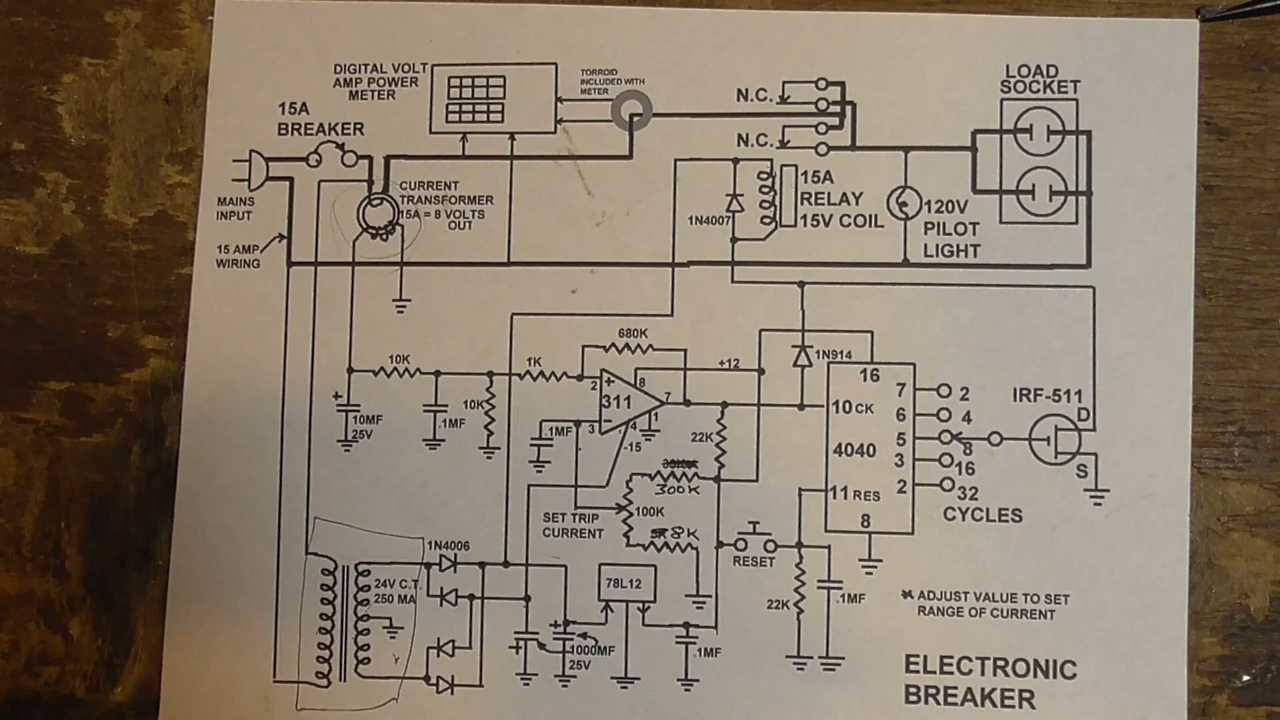 DIGITAL VOLT
AMP POWER
METER
TORROID
INCLUDED WITH
METER
15A
BREAKER
N.C.
N.C.
LOAD
SOCKET
MAINS
INPUT
15 AMP
WIRING
CURRENT
TRANSFORMER
15A = 8 VOLTS
OUT
1N4007
15A
RELAY
15V COIL
120V
PILOT
LIGHT
680K
10K
1K
+12
1N914
16
2
+
8
311
7
1
3
-
4
-15
+
10MF
25V
.1MF
10K
.1MF
22K
10 CK
4040
11 RES
8
7
2
6
4
5
8
3
16
2
32
CYCLES
IRF-511
D
S
300K
100K
8K
SET TRIP
CURRENT
RESET
22K
.1MF
1N4006
24V C.T.
250 MA
78L12
+
+
1000MF
25V
.1MF
* ADJUST VALUE TO SET
RANGE OF CURRENT
ELECTRONIC
BREAKER